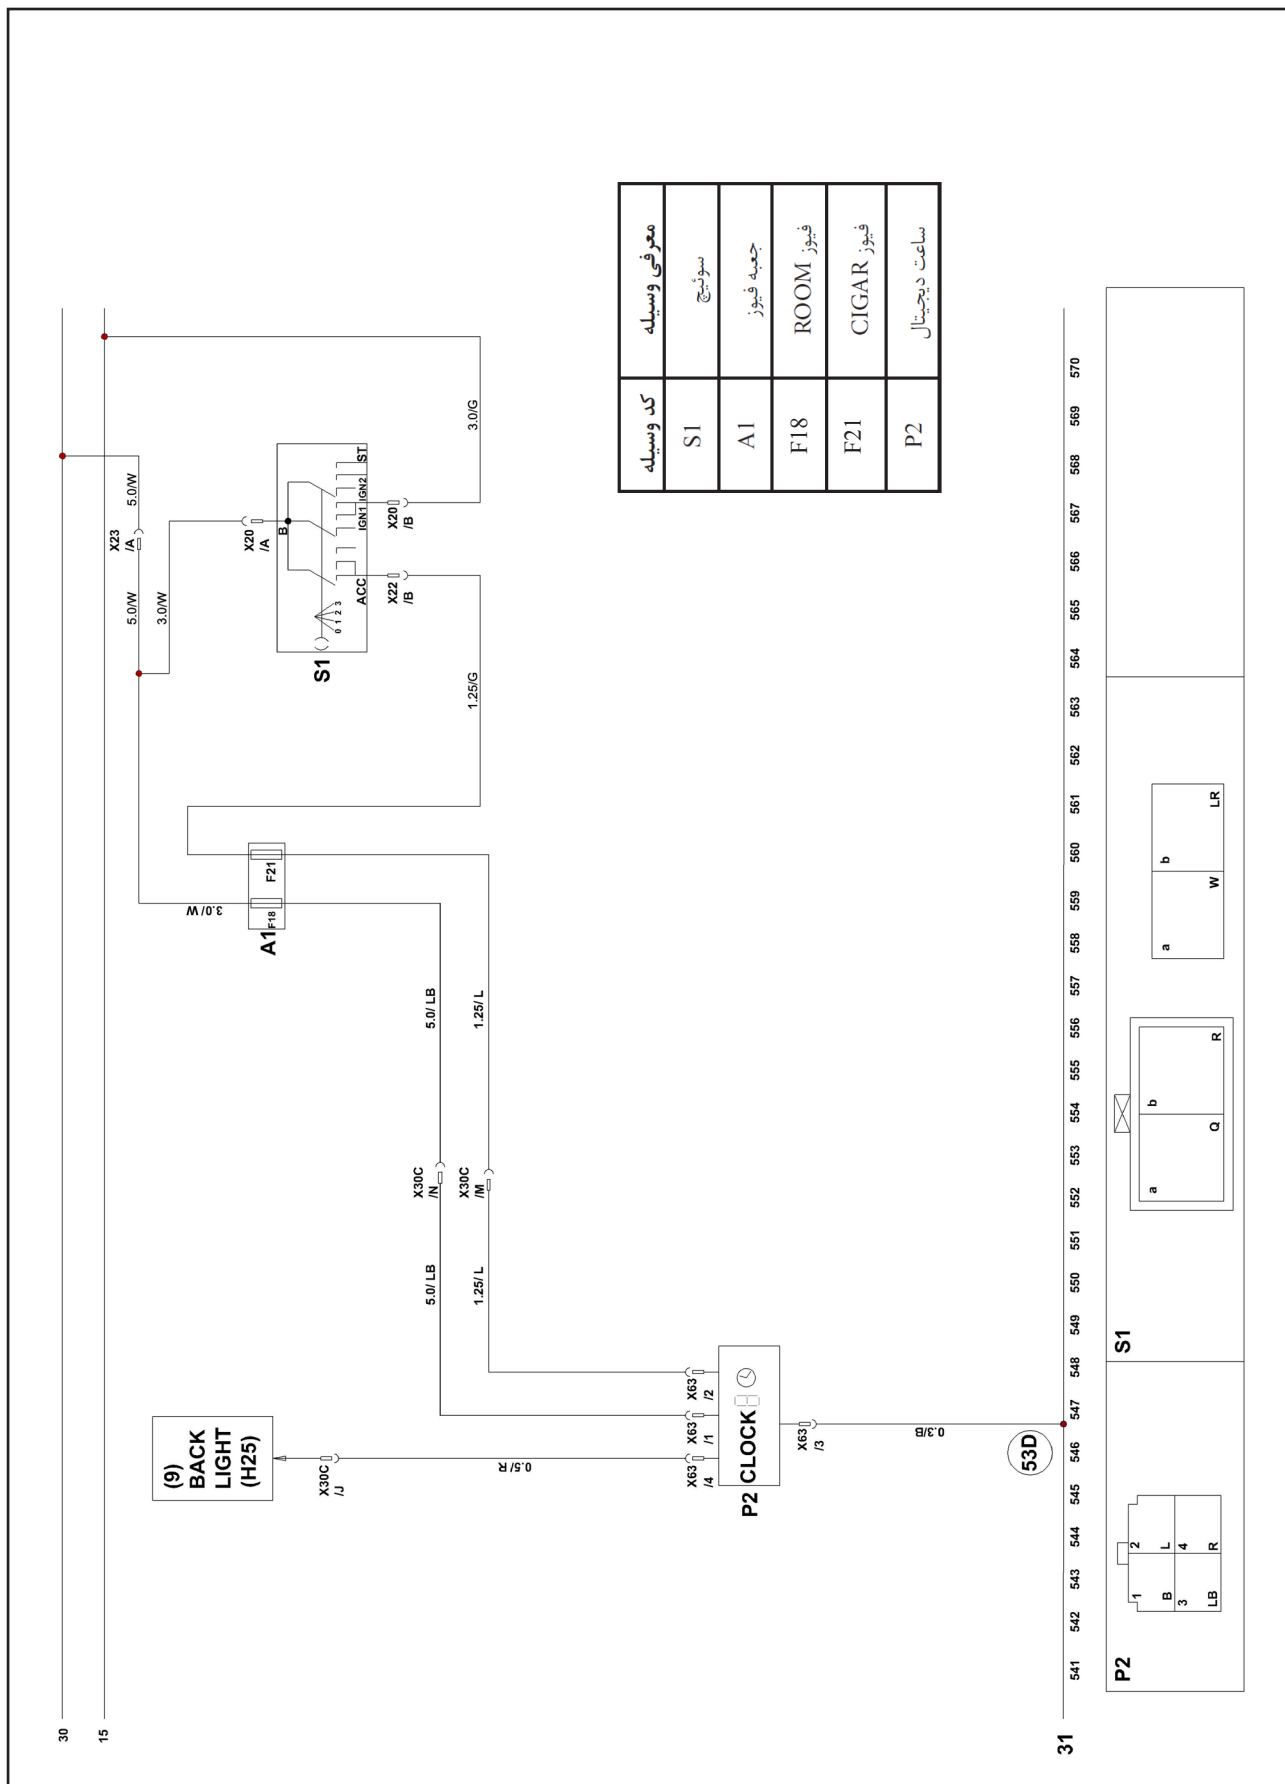 30
15
5.0/W
X23
/A
5.0/W
3.0/W
X20
/A
B
ST
IGN2
IGN1
ACC
0 1 2 3
S1
X20
/B
X22
/B
3.0/G
1.25/G
3.0/ W
F18
F21
A1
5.0/ LB
1.25/ L
X30C
/N
X30C
/M
5.0/ LB
1.25/ L
(9)
BACK
LIGHT
(H25)
X30C
/J
0.5/ R
X63
/4
X63
/1
X63
/2
P2 CLOCK
X63
/3
0.3/B
53D
31
541 542 543 544 545 546 547 548 549 550 551 552 553 554 555 556 557 558 559 560 561 562 563 564 565 566 567 568 569 570
کد وسیله معرفی وسیله
S1 سوئیچ
A1 جعبه فیوز
F18 فیوز ROOM
F21 فیوز CIGAR
P2 ساعت دیجیتال
P2
1 2
B L
3 4
LB R
S1
a b
Q R
a b
W LR